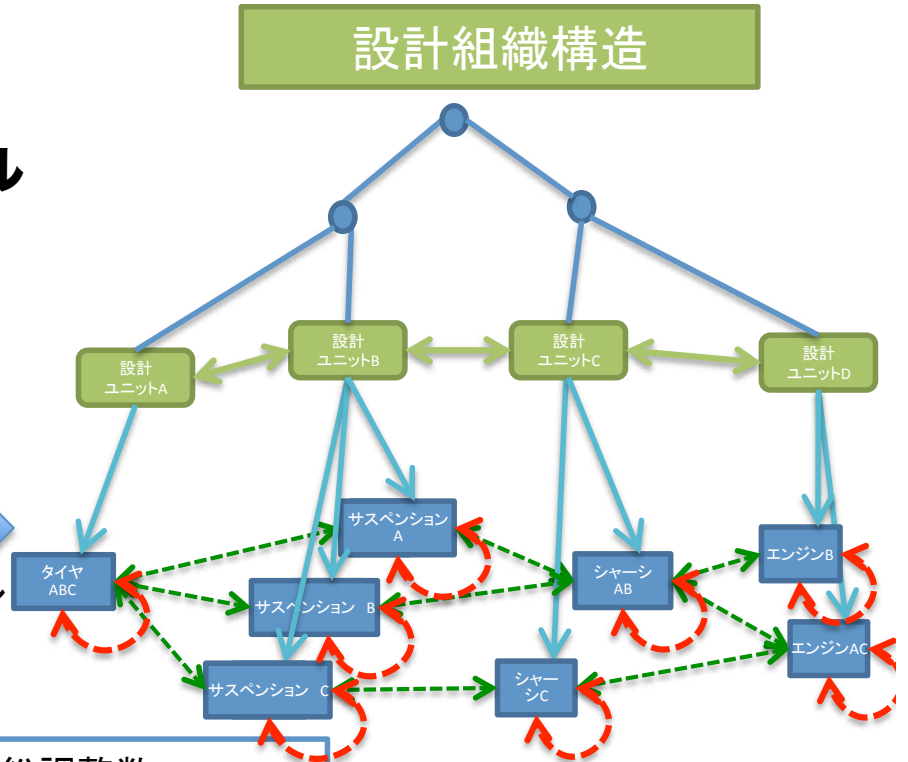 設計組織構造
ル
設計
ユニットA
設計
ユニットB
設計
ユニットC
設計
ユニットD
サスペンション
A
タイヤ
ABC
サスペンション B
シャーシ
AB
エンジンB
エンジンAC
サスペンション C
シャー
シC